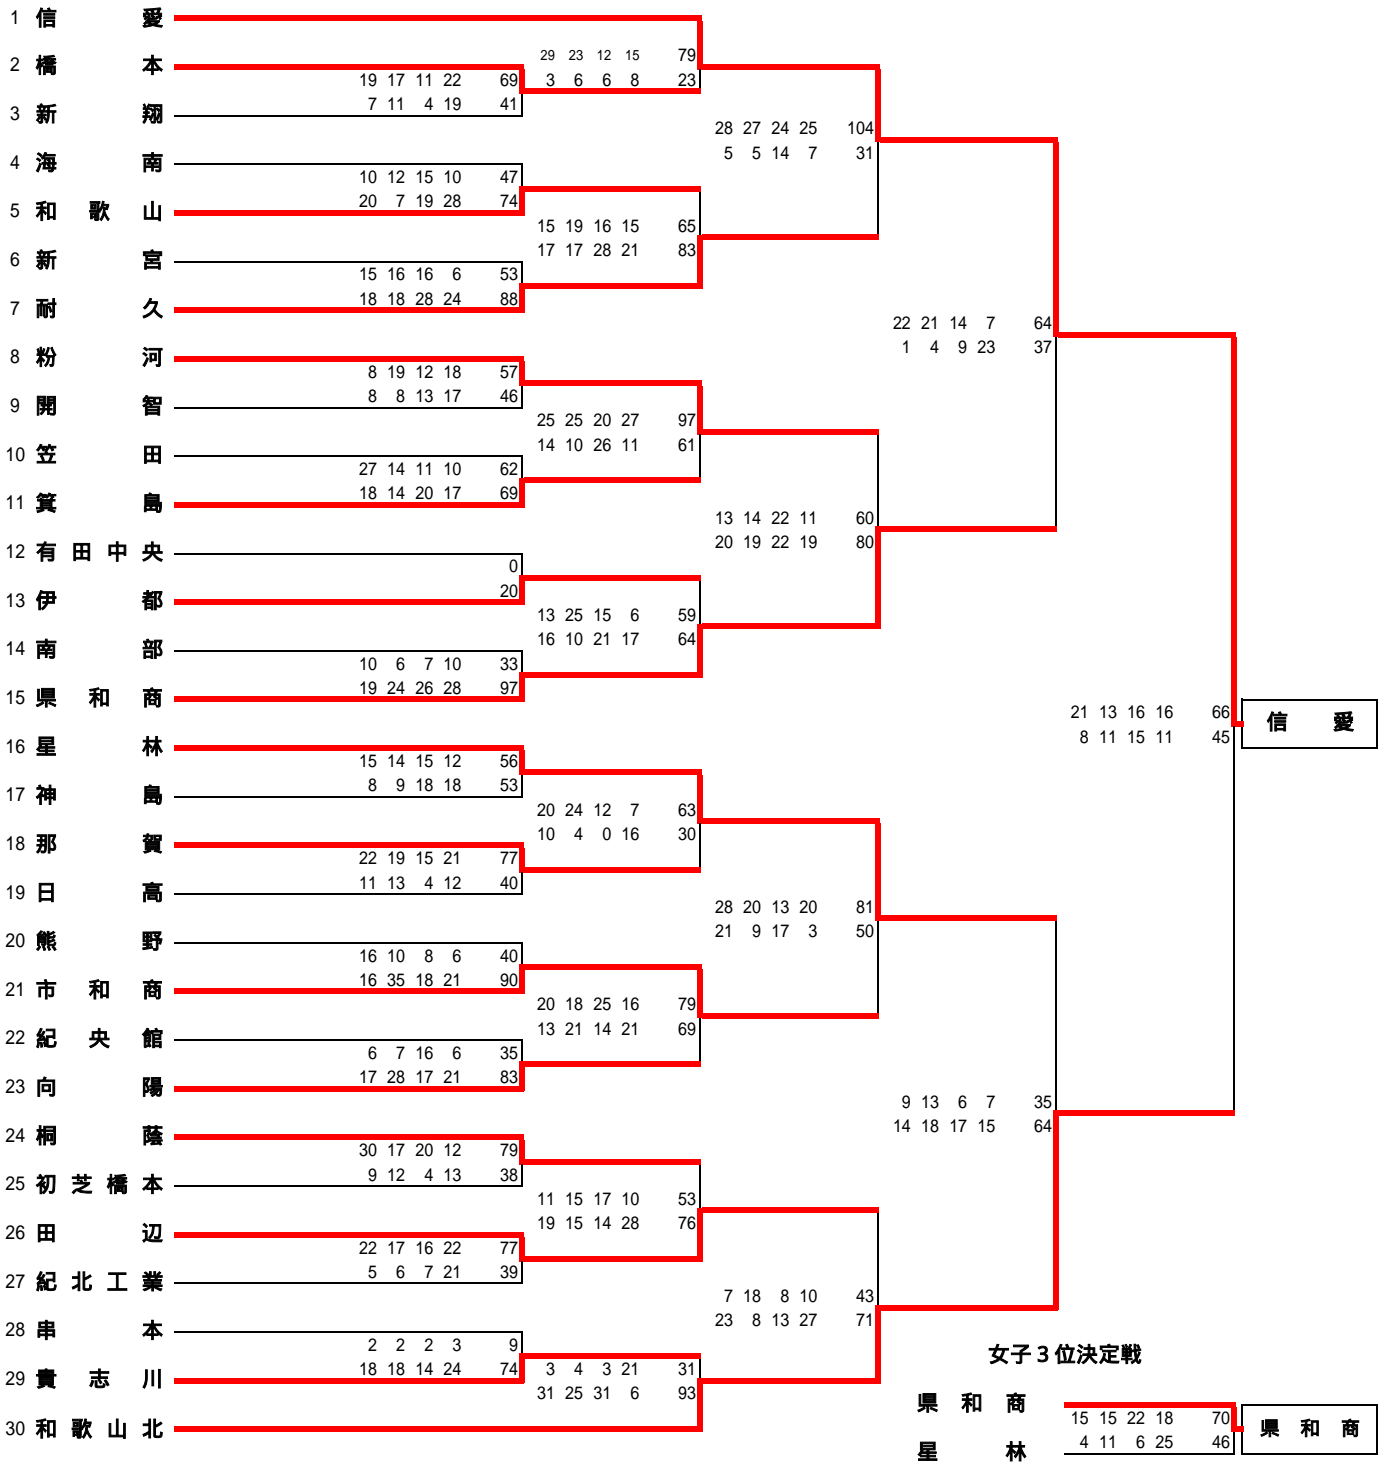 1 信愛
29 23 12 15 79
2 橋本
19 17 11 22 69
3 6 6 8 23
7 11 4 19 41
3 新翔
28 27 24 25 104
5 5 14 7 31
4 海南
10 12 15 10 47
20 7 19 28 74
5 和歌山
15 19 16 15 65
17 17 28 21 83
6 新宮
15 16 16 6 53
18 18 28 24 88
7 耐久
22 21 14 7 64
1 4 9 23 37
8 粉河
8 19 12 18 57
8 8 13 17 46
9 開智
25 25 20 27 97
14 10 26 11 61
10 笠田
27 14 11 10 62
18 14 20 17 69
11 箕島
13 14 22 11 60
20 19 22 19 80
12 有田中央
0
20
13 伊都
13 25 15 6 59
16 10 21 17 64
14 南部
10 6 7 10 33
19 24 26 28 97
15 県和商
21 13 16 16 66
8 11 15 11 45
信愛
16 星林
15 14 15 12 56
8 9 18 18 53
17 神島
20 24 12 7 63
10 4 0 16 30
18 那賀
22 19 15 21 77
11 13 4 12 40
19 日高
28 20 13 20 81
21 9 17 3 50
20 熊野
16 10 8 6 40
16 35 18 21 90
21 市和商
20 18 25 16 79
13 21 14 21 69
22 紀央館
6 7 16 6 35
17 28 17 21 83
23 向陽
9 13 6 7 35
14 18 17 15 64
24 桐蔭
30 17 20 12 79
9 12 4 13 38
25 初芝橋本
11 15 17 10 53
19 15 14 28 76
26 田辺
22 17 16 22 77
5 6 7 21 39
27 紀北工業
7 18 8 10 43
23 8 13 27 71
28 串本
2 2 2 3 9
18 18 14 24 74
29 貴志川
3 4 3 21 31
31 25 31 6 93
30 和歌山北
女子3位決定戦
県和商
15 15 22 18 70
4 11 6 25 46
星林
県和商